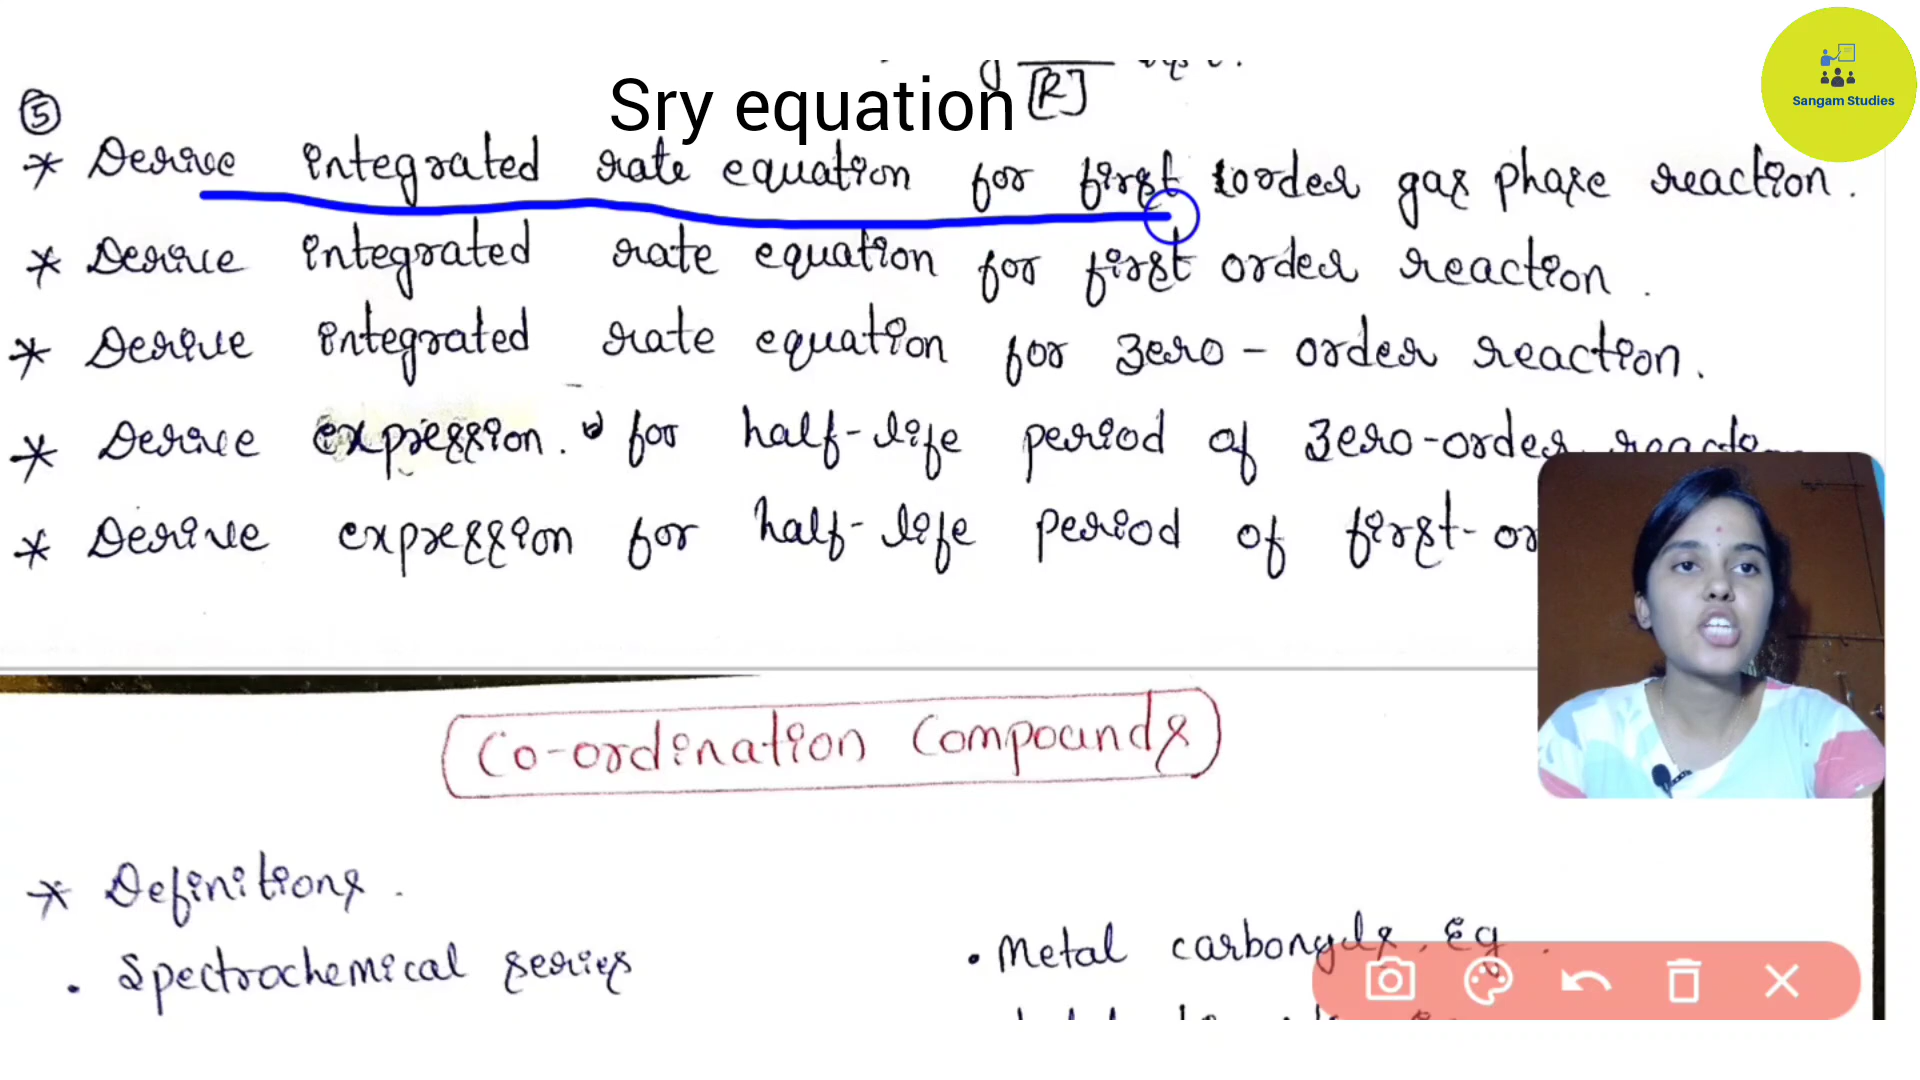 [R]
Sry equation
Sangam Studies
5
* Derive integrated rate equation for first order gas phase reaction.
* Derive integrated rate equation for first order reaction.
* Derive integrated rate equation for zero - order reaction.
* Derive expression. for half-life period of zero-order
* Derive expression for half-life period of first-or
Co-ordination Compounds
* Definitions.
. Spectrochemical series
. Metal carbonyls. Eg.